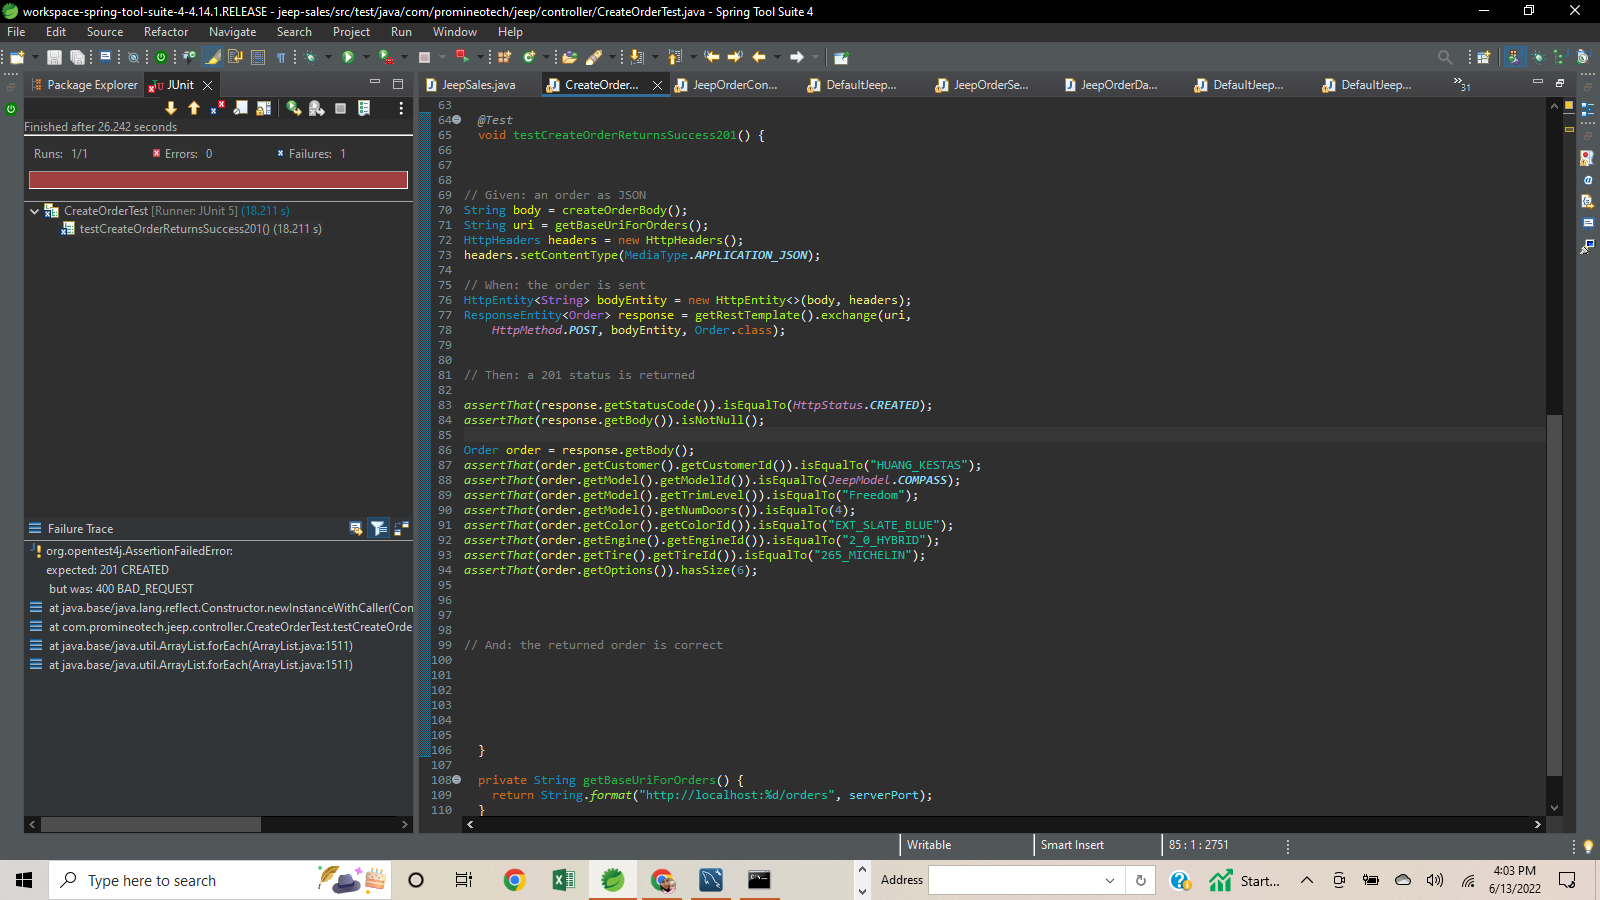 workspace-spring-tool-suite-4-4.14.1.RELEASE - jeep-sales/src/test/java/com/promineotech/jeep/controller/CreateOrderTest.java - Spring Tool Suite 4
File Edit Source Refactor Navigate Search Project Run Window Help
Package Explorer JUnit
JeepSales.java CreateOrder... JeepOrderCon... DefaultJeep... JeepOrderSe... JeepOrderDa... DefaultJeep... DefaultJeep... 31
Finished after 26.242 seconds
Runs: 1/1 Errors: 0 Failures: 1
CreateOrderTest [Runner: JUnit 5] (18.211 s)
testCreateOrderReturnsSuccess201() (18.211 s)
Failure Trace
org.opentest4j.AssertionFailedError:
expected: 201 CREATED
but was: 400 BAD_REQUEST
at java.base/java.lang.reflect.Constructor.newInstanceWithCaller(Con
at com.promineotech.jeep.controller.CreateOrderTest.testCreateOrde
at java.base/java.util.ArrayList.forEach(ArrayList.java:1511)
at java.base/java.util.ArrayList.forEach(ArrayList.java:1511)
63
64 @Test
65 void testCreateOrderReturnsSuccess201() {
66
67
68
69 // Given: an order as JSON
70 String body = createOrderBody();
71 String uri = getBaseUriForOrders();
72 HttpHeaders headers = new HttpHeaders();
73 headers.setContentType(MediaType.APPLICATION_JSON);
74
75 // When: the order is sent
76 HttpEntity<String> bodyEntity = new HttpEntity<>(body, headers);
77 ResponseEntity<Order> response = getRestTemplate().exchange(uri,
78 HttpMethod.POST, bodyEntity, Order.class);
79
80
81 // Then: a 201 status is returned
82
83 assertThat(response.getStatusCode()).isEqualTo(HttpStatus.CREATED);
84 assertThat(response.getBody()).isNotNull();
85
86 Order order = response.getBody();
87 assertThat(order.getCustomer().getCustomerId()).isEqualTo("HUANG_KESTAS");
88 assertThat(order.getModel().getModelId()).isEqualTo(JeepModel.COMPASS);
89 assertThat(order.getModel().getTrimLevel()).isEqualTo("Freedom");
90 assertThat(order.getModel().getNumDoors()).isEqualTo(4);
91 assertThat(order.getColor().getColorId()).isEqualTo("EXT_SLATE_BLUE");
92 assertThat(order.getEngine().getEngineId()).isEqualTo("2_0_HYBRID");
93 assertThat(order.getTire().getTireId()).isEqualTo("265_MICHELIN");
94 assertThat(order.getOptions()).hasSize(6);
95
96
97
98
99 // And: the returned order is correct
100
101
102
103
104
105
106 }
107
108 private String getBaseUriForOrders() {
109 return String.format("http://localhost:%d/orders", serverPort);
110 }
Writable Smart Insert 85 : 1 : 2751
Type here to search
Address
Start...
4:03 PM
6/13/2022